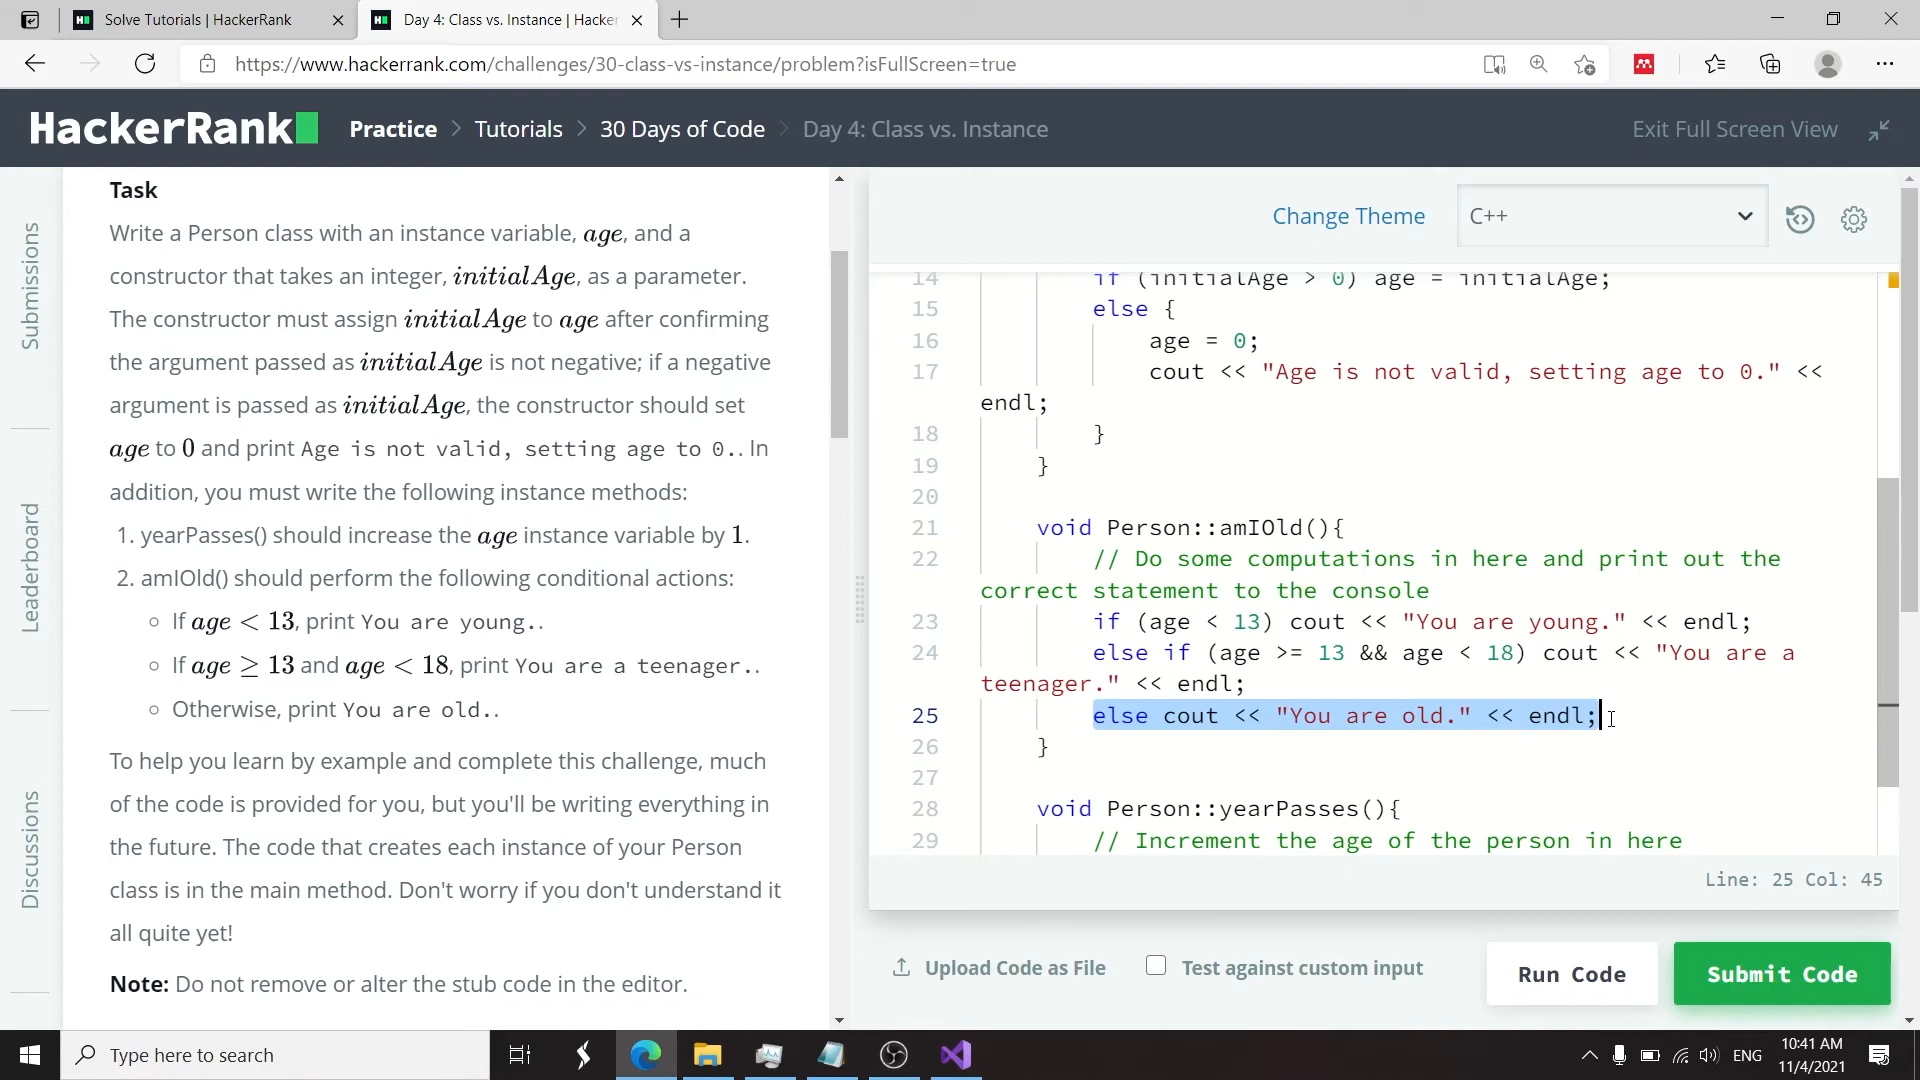 Solve Tutorials | HackerRank
Day 4: Class vs. Instance | Hacker
https://www.hackerrank.com/challenges/30-class-vs-instance/problem?isFullScreen=true
HackerRank
Practice > Tutorials > 30 Days of Code > Day 4: Class vs. Instance
Exit Full Screen View
Submissions
Leaderboard
Discussions
Task
Write a Person class with an instance variable, age, and a
constructor that takes an integer, initialAge, as a parameter.
The constructor must assign initialAge to age after confirming
the argument passed as initialAge is not negative; if a negative
argument is passed as initialAge, the constructor should set
age to 0 and print Age is not valid, setting age to 0.. In
addition, you must write the following instance methods:
1. yearPasses() should increase the age instance variable by 1.
2. amIOld() should perform the following conditional actions:
If age < 13, print You are young..
If age ≥ 13 and age < 18, print You are a teenager..
Otherwise, print You are old..
To help you learn by example and complete this challenge, much
of the code is provided for you, but you'll be writing everything in
the future. The code that creates each instance of your Person
class is in the main method. Don't worry if you don't understand it
all quite yet!
Note: Do not remove or alter the stub code in the editor.
Change Theme
C++
14 if (initialAge > 0) age = initialAge;
15 else {
16 age = 0;
17 cout << "Age is not valid, setting age to 0." <<
endl;
18 }
19 }
20
21 void Person::amIOld(){
22 // Do some computations in here and print out the
correct statement to the console
23 if (age < 13) cout << "You are young." << endl;
24 else if (age >= 13 && age < 18) cout << "You are a
teenager." << endl;
25 else cout << "You are old." << endl;
26 }
27
28 void Person::yearPasses(){
29 // Increment the age of the person in here
Line: 25 Col: 45
Upload Code as File
Test against custom input
Run Code
Submit Code
Type here to search
ENG
10:41 AM
11/4/2021